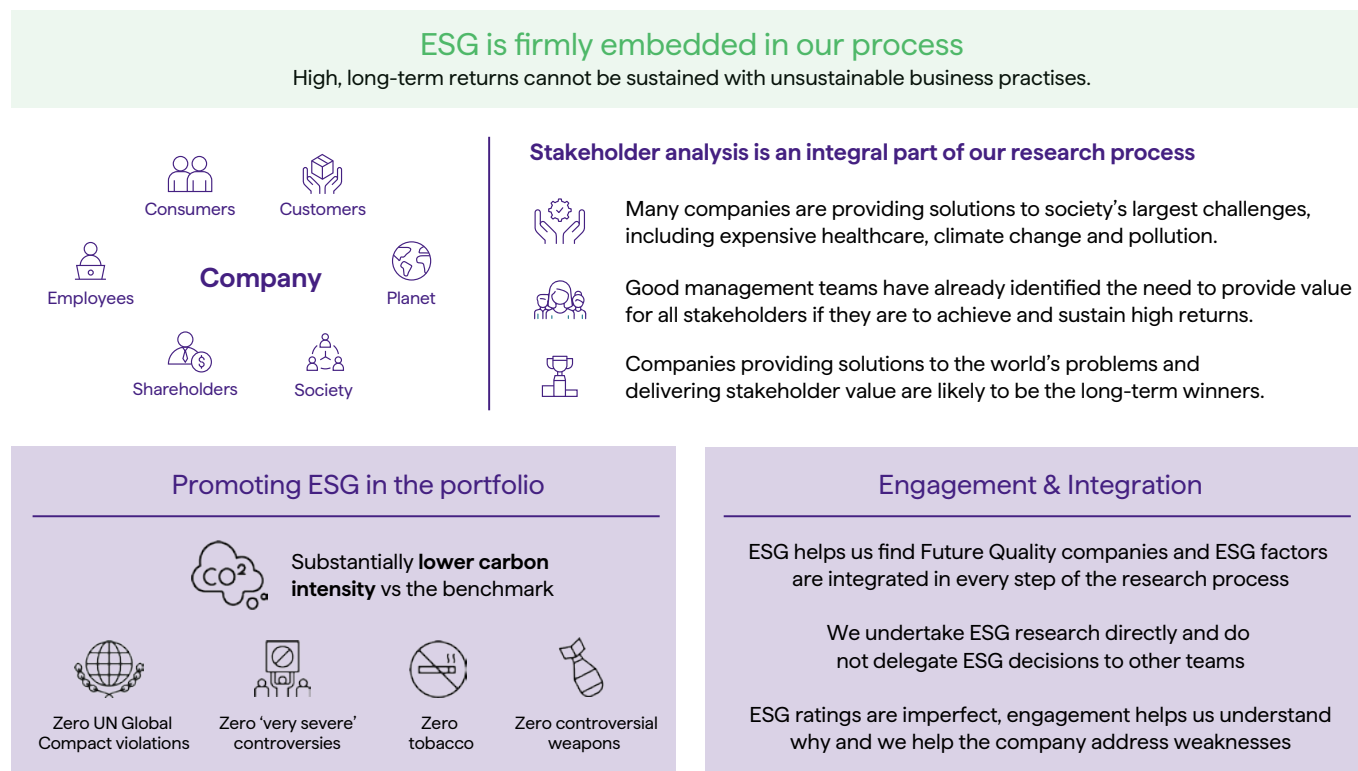 ESG is firmly embedded in our process
High, long-term returns cannot be sustained with unsustainable business practises.
Consumers
Customers
Employees
Company
Planet
Shareholders
Society
Stakeholder analysis is an integral part of our research process
Many companies are providing solutions to society’s largest challenges,
including expensive healthcare, climate change and pollution.
Good management teams have already identified the need to provide value
for all stakeholders if they are to achieve and sustain high returns.
Companies providing solutions to the world’s problems and
delivering stakeholder value are likely to be the long-term winners.
Promoting ESG in the portfolio
CO²
Substantially lower carbon
intensity vs the benchmark
Zero UN Global
Compact violations
Zero ‘very severe’
controversies
Zero
tobacco
Zero controversial
weapons
Engagement & Integration
ESG helps us find Future Quality companies and ESG factors
are integrated in every step of the research process
We undertake ESG research directly and do
not delegate ESG decisions to other teams
ESG ratings are imperfect, engagement helps us understand
why and we help the company address weaknesses